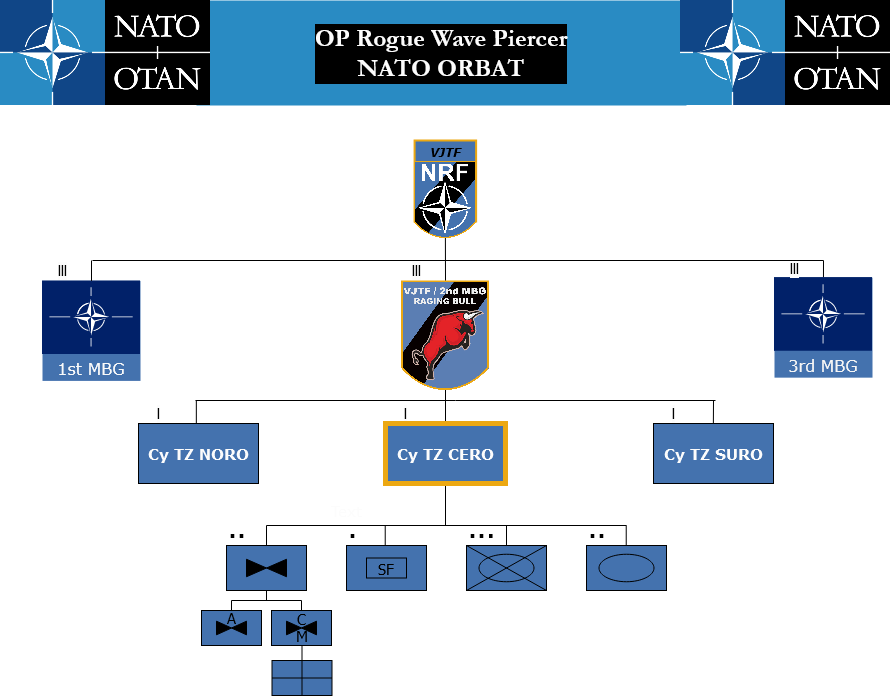 NATO
OTAN
OP Rogue Wave Piercer
NATO ORBAT
NATO
OTAN
VJTF
NRF
III
III
III
1st MBG
VJTF / 2nd MBG
RAGING BULL
3rd MBG
I
I
I
Cy TZ NORO
Cy TZ CERO
Cy TZ SURO
SF
A
C
M